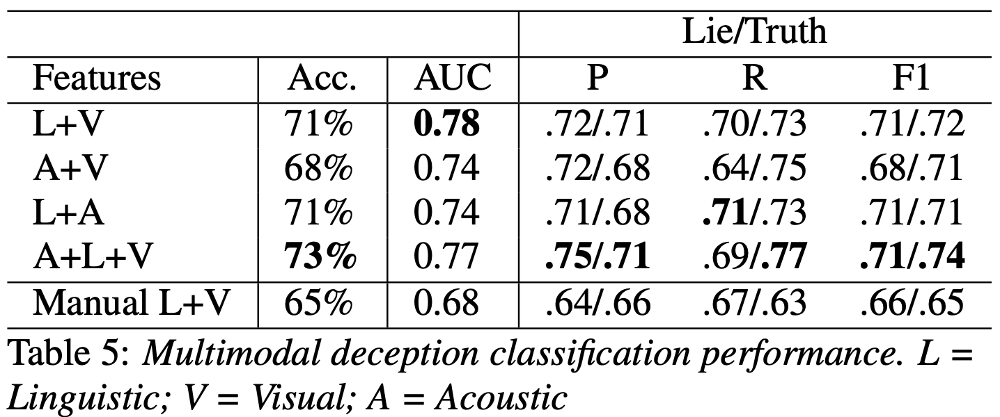 Lie/Truth
Features Acc. AUC P R F1
L+V 71% 0.78 .72/.71 .70/.73 .71/.72
A+V 68% 0.74 .72/.68 .64/.75 .68/.71
L+A 71% 0.74 .71/.68 .71/.73 .71/.71
A+L+V 73% 0.77 .75/.71 .69/.77 .71/.74
Manual L+V 65% 0.68 .64/.66 .67/.63 .66/.65
Table 5: Multimodal deception classification performance. L =
Linguistic; V = Visual; A = Acoustic